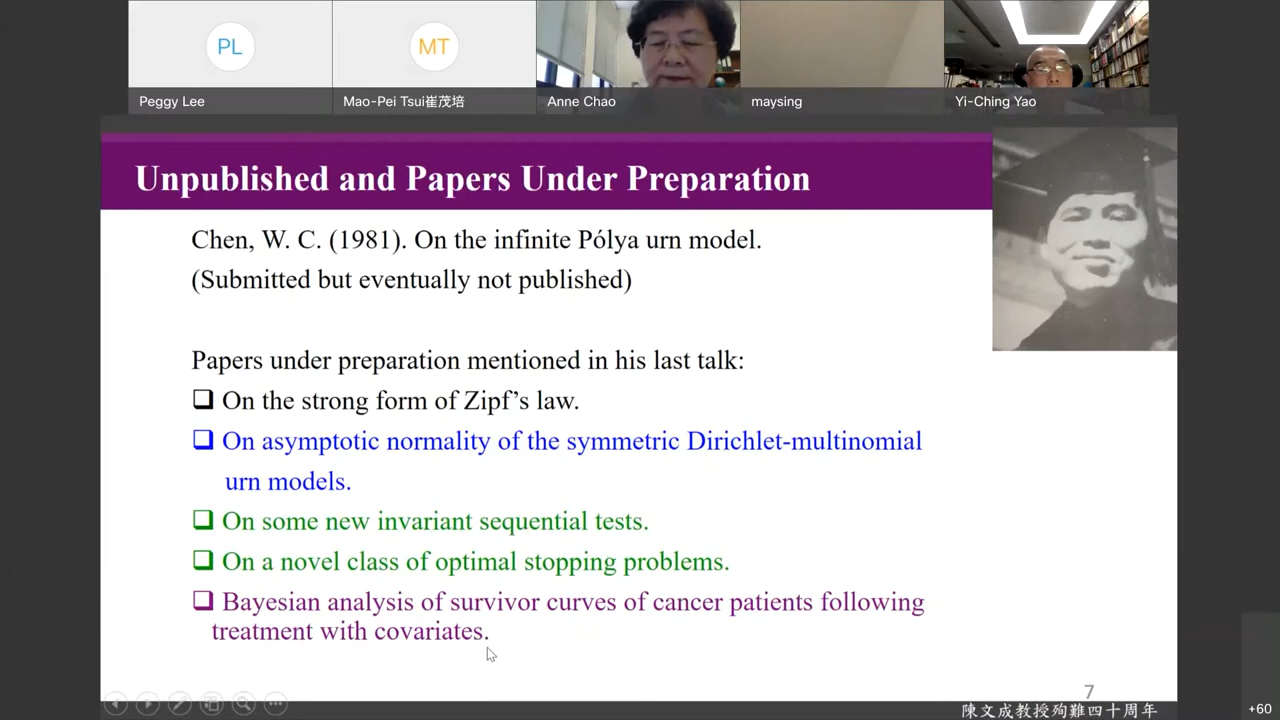 PL
MT
Peggy Lee
Mao-Pei Tsui崔茂培
Anne Chao
maysing
Yi-Ching Yao
Unpublished and Papers Under Preparation
Chen, W. C. (1981). On the infinite Pólya urn model.
(Submitted but eventually not published)
Papers under preparation mentioned in his last talk:
❑ On the strong form of Zipf’s law.
❑ On asymptotic normality of the symmetric Dirichlet-multinomial
urn models.
❑ On some new invariant sequential tests.
❑ On a novel class of optimal stopping problems.
❑ Bayesian analysis of survivor curves of cancer patients following
treatment with covariates.
7
陳文成教授殉難四十周年
+60